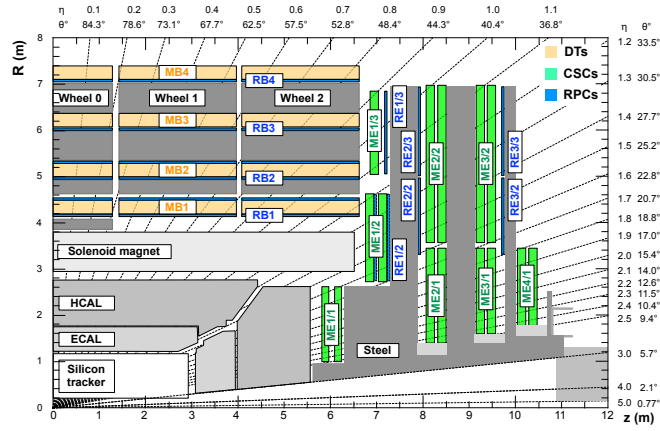 η 0.1 0.2 0.3 0.4 0.5 0.6 0.7 0.8 0.9 1.0 1.1 η θ°
θ° 84.3° 78.6° 73.1° 67.7° 62.5° 57.5° 52.8° 48.4° 44.3° 40.4° 36.8°
R (m)
8
7
6
5
4
3
2
1
0
1.2 33.5°
1.3 30.5°
1.4 27.7°
1.5 25.2°
1.6 22.8°
1.7 20.7°
1.8 18.8°
1.9 17.0°
2.0 15.4°
2.1 14.0°
2.2 12.6°
2.3 11.5°
2.4 10.4°
2.5 9.4°
3.0 5.7°
4.0 2.1°
5.0 0.77°
DTs
CSCs
RPCs
MB4
RB4
Wheel 0
Wheel 1
Wheel 2
MB3
RB3
MB2
RB2
MB1
RB1
Solenoid magnet
HCAL
ECAL
Silicon
tracker
Steel
ME1/3
RE1/3
ME1/2
RE1/2
ME1/1
RE2/3
RE2/2
ME2/2
ME2/1
ME3/2
ME3/1
RE3/3
RE3/2
ME4/1
0 1 2 3 4 5 6 7 8 9 10 11 12
z (m)